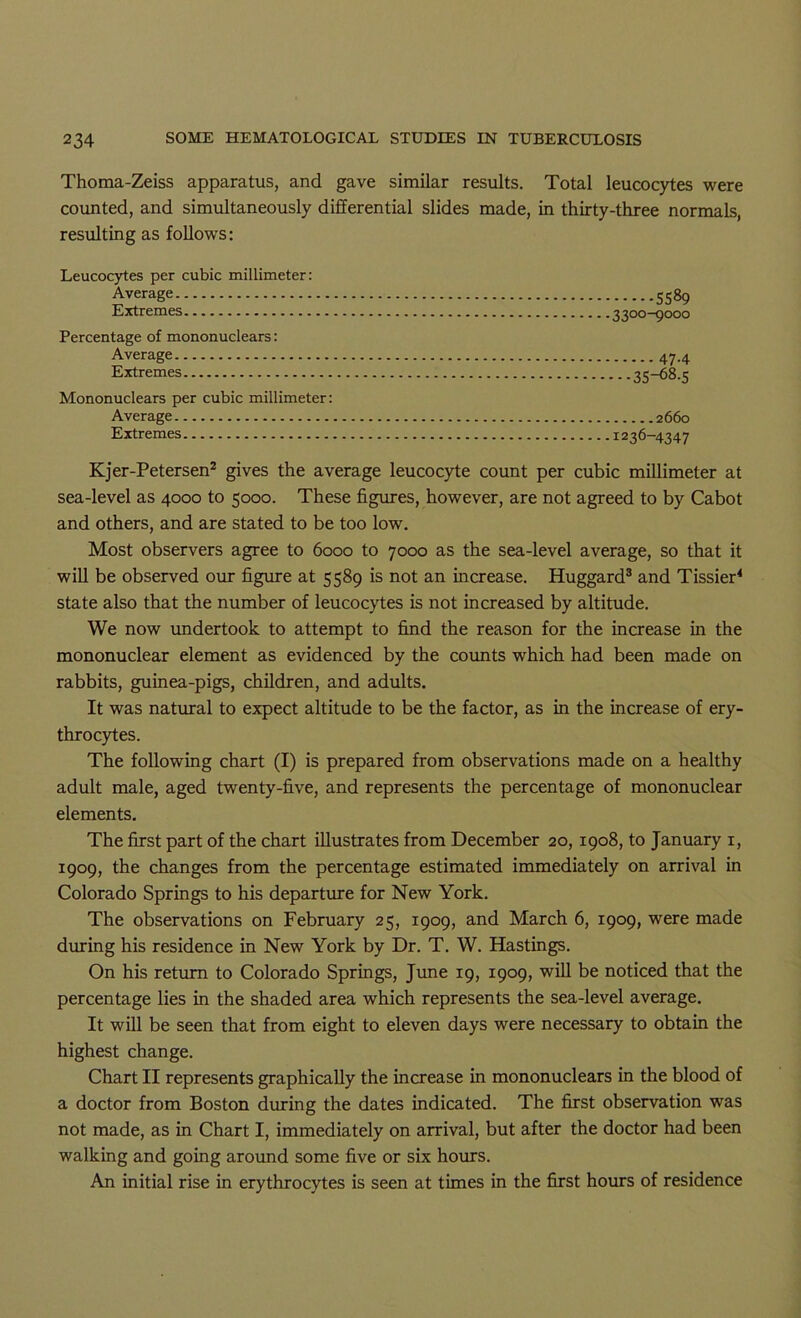 234 SOME HEMATOLOGICAL STUDIES IN TUBERCULOSIS
Thoma-Zeiss apparatus, and gave similar results. Total leucocytes were
counted, and simultaneously differential slides made, in thirty-three normals,
resulting as follows:
Leucocytes per cubic millimeter:
Average.....5589
Extremes.....3300-9000
Percentage of mononuclears:
Average.....47.4
Extremes.....35-68.5
Mononuclears per cubic millimeter:
Average.....2660
Extremes.....1236-4347
Kjer-Petersen² gives the average leucocyte count per cubic millimeter at
sea-level as 4000 to 5000. These figures, however, are not agreed to by Cabot
and others, and are stated to be too low.
Most observers agree to 6000 to 7000 as the sea-level average, so that it
will be observed our figure at 5589 is not an increase. Huggard³ and Tissier⁴
state also that the number of leucocytes is not increased by altitude.
We now undertook to attempt to find the reason for the increase in the
mononuclear element as evidenced by the counts which had been made on
rabbits, guinea-pigs, children, and adults.
It was natural to expect altitude to be the factor, as in the increase of ery-
throcytes.
The following chart (I) is prepared from observations made on a healthy
adult male, aged twenty-five, and represents the percentage of mononuclear
elements.
The first part of the chart illustrates from December 20, 1908, to January 1,
1909, the changes from the percentage estimated immediately on arrival in
Colorado Springs to his departure for New York.
The observations on February 25, 1909, and March 6, 1909, were made
during his residence in New York by Dr. T. W. Hastings.
On his return to Colorado Springs, June 19, 1909, will be noticed that the
percentage lies in the shaded area which represents the sea-level average.
It will be seen that from eight to eleven days were necessary to obtain the
highest change.
Chart II represents graphically the increase in mononuclears in the blood of
a doctor from Boston during the dates indicated. The first observation was
not made, as in Chart I, immediately on arrival, but after the doctor had been
walking and going around some five or six hours.
An initial rise in erythrocytes is seen at times in the first hours of residence